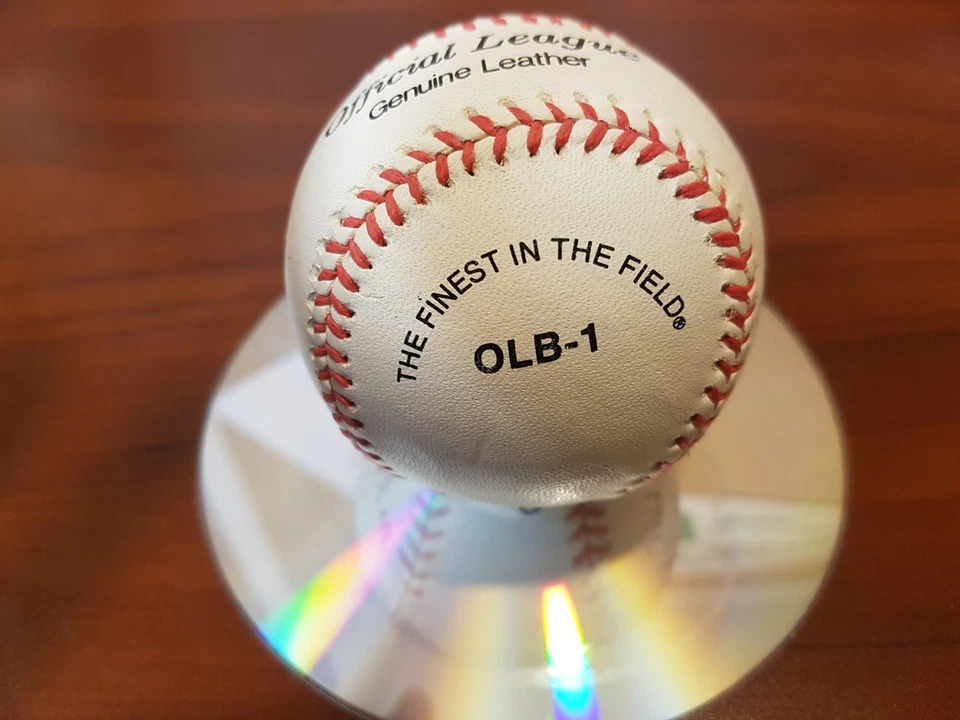 Official League
Genuine Leather
THE FINEST IN THE FIELD®
OLB-1